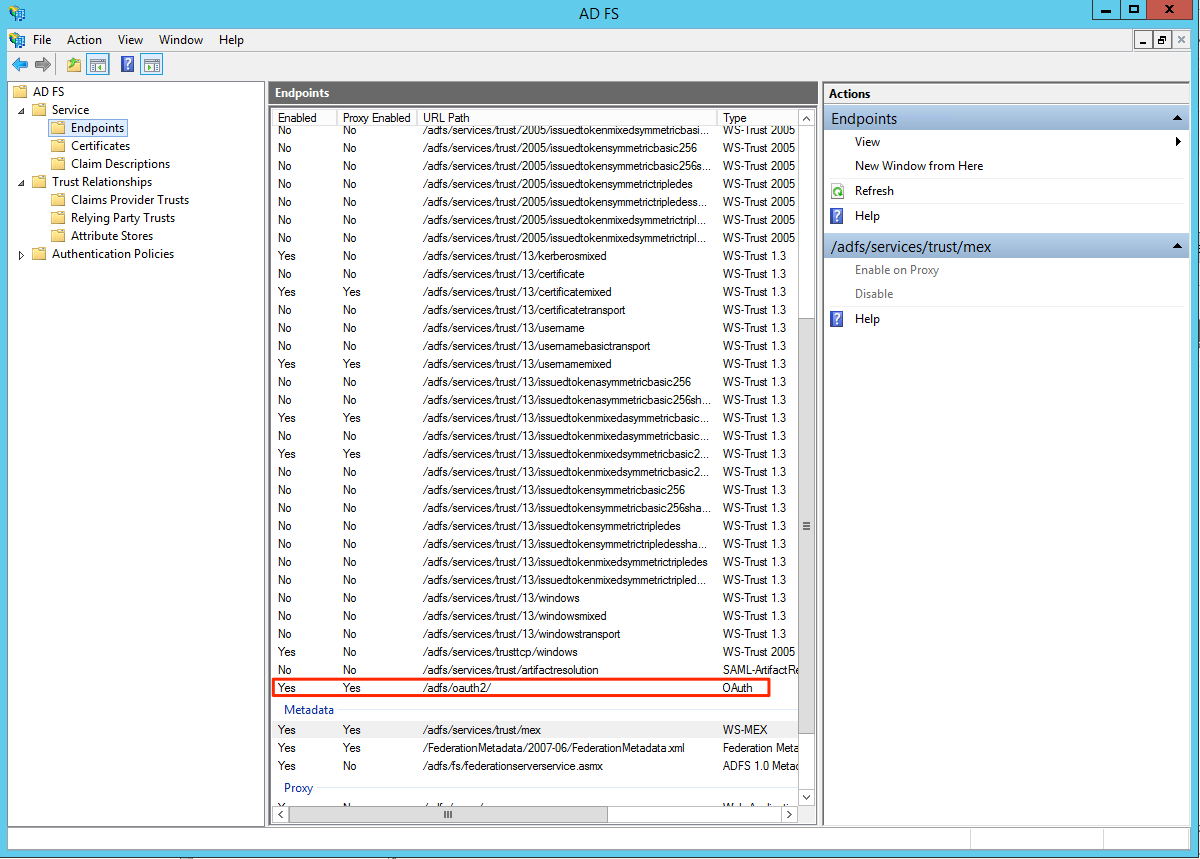 AD FS
File Action View Window Help
AD FS
Service
Endpoints
Certificates
Claim Descriptions
Trust Relationships
Claims Provider Trusts
Relying Party Trusts
Attribute Stores
Authentication Policies
Endpoints
Enabled Proxy Enabled URL Path Type
No No /adfs/services/trust/2005/issuedtokenmixedsymmetricbasi... WS-Trust 2005
No No /adfs/services/trust/2005/issuedtokensymmetricbasic256 WS-Trust 2005
No No /adfs/services/trust/2005/issuedtokensymmetricbasic256s... WS-Trust 2005
No No /adfs/services/trust/2005/issuedtokensymmetrictripledes WS-Trust 2005
No No /adfs/services/trust/2005/issuedtokensymmetrictripledess... WS-Trust 2005
No No /adfs/services/trust/2005/issuedtokenmixedsymmetrictripl... WS-Trust 2005
No No /adfs/services/trust/2005/issuedtokenmixedsymmetrictripl... WS-Trust 2005
Yes No /adfs/services/trust/13/kerberosmixed WS-Trust 1.3
No No /adfs/services/trust/13/certificate WS-Trust 1.3
Yes Yes /adfs/services/trust/13/certificatemixed WS-Trust 1.3
No No /adfs/services/trust/13/certificatetransport WS-Trust 1.3
No No /adfs/services/trust/13/username WS-Trust 1.3
No No /adfs/services/trust/13/usernamebasictransport WS-Trust 1.3
Yes Yes /adfs/services/trust/13/usernamemixed WS-Trust 1.3
No No /adfs/services/trust/13/issuedtokenasymmetricbasic256 WS-Trust 1.3
No No /adfs/services/trust/13/issuedtokenasymmetricbasic256sh... WS-Trust 1.3
Yes Yes /adfs/services/trust/13/issuedtokenmixedasymmetricbasic... WS-Trust 1.3
No No /adfs/services/trust/13/issuedtokenmixedasymmetricbasic... WS-Trust 1.3
Yes Yes /adfs/services/trust/13/issuedtokenmixedsymmetricbasic2... WS-Trust 1.3
No No /adfs/services/trust/13/issuedtokenmixedsymmetricbasic2... WS-Trust 1.3
No No /adfs/services/trust/13/issuedtokensymmetricbasic256 WS-Trust 1.3
No No /adfs/services/trust/13/issuedtokensymmetricbasic256sha... WS-Trust 1.3
No No /adfs/services/trust/13/issuedtokensymmetrictripledes WS-Trust 1.3
No No /adfs/services/trust/13/issuedtokensymmetrictripledessha... WS-Trust 1.3
No No /adfs/services/trust/13/issuedtokenmixedsymmetrictripledes WS-Trust 1.3
No No /adfs/services/trust/13/issuedtokenmixedsymmetrictripled... WS-Trust 1.3
No No /adfs/services/trust/13/windows WS-Trust 1.3
No No /adfs/services/trust/13/windowsmixed WS-Trust 1.3
No No /adfs/services/trust/13/windowstransport WS-Trust 1.3
Yes No /adfs/services/trusttcp/windows WS-Trust 2005
No No /adfs/services/trust/artifactresolution SAML-ArtifactRe
Yes Yes /adfs/oauth2/ OAuth
Metadata
Yes Yes /adfs/services/trust/mex WS-MEX
Yes Yes /FederationMetadata/2007-06/FederationMetadata.xml Federation Meta
Yes No /adfs/fs/federationserverservice.asmx ADFS 1.0 Metad
Proxy
Actions
Endpoints
View
New Window from Here
Refresh
Help
/adfs/services/trust/mex
Enable on Proxy
Disable
Help